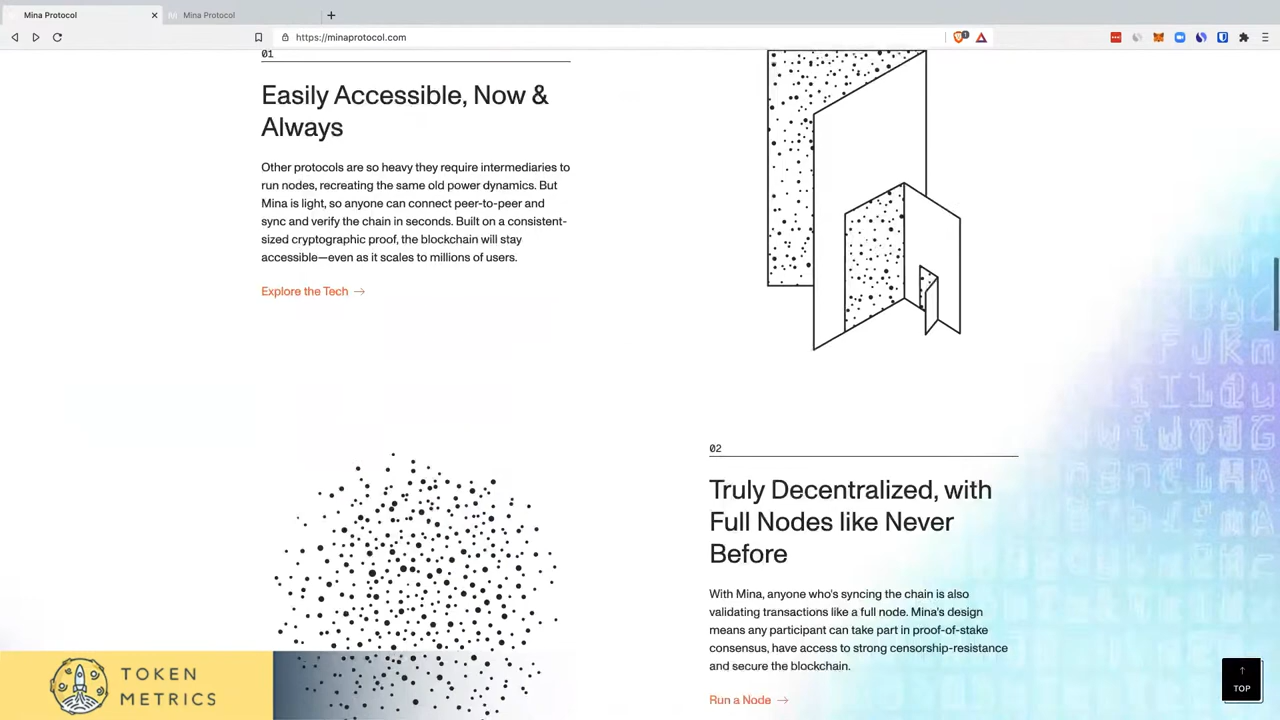 Mina Protocol
Mina Protocol
https://minaprotocol.com
01
Easily Accessible, Now &
Always
Other protocols are so heavy they require intermediaries to
run nodes, recreating the same old power dynamics. But
Mina is light, so anyone can connect peer-to-peer and
sync and verify the chain in seconds. Built on a consistent-
sized cryptographic proof, the blockchain will stay
accessible—even as it scales to millions of users.
Explore the Tech →
02
Truly Decentralized, with
Full Nodes like Never
Before
With Mina, anyone who's syncing the chain is also
validating transactions like a full node. Mina's design
means any participant can take part in proof-of-stake
consensus, have access to strong censorship-resistance
and secure the blockchain.
Run a Node →
↑
TOP
TOKEN
METRICS